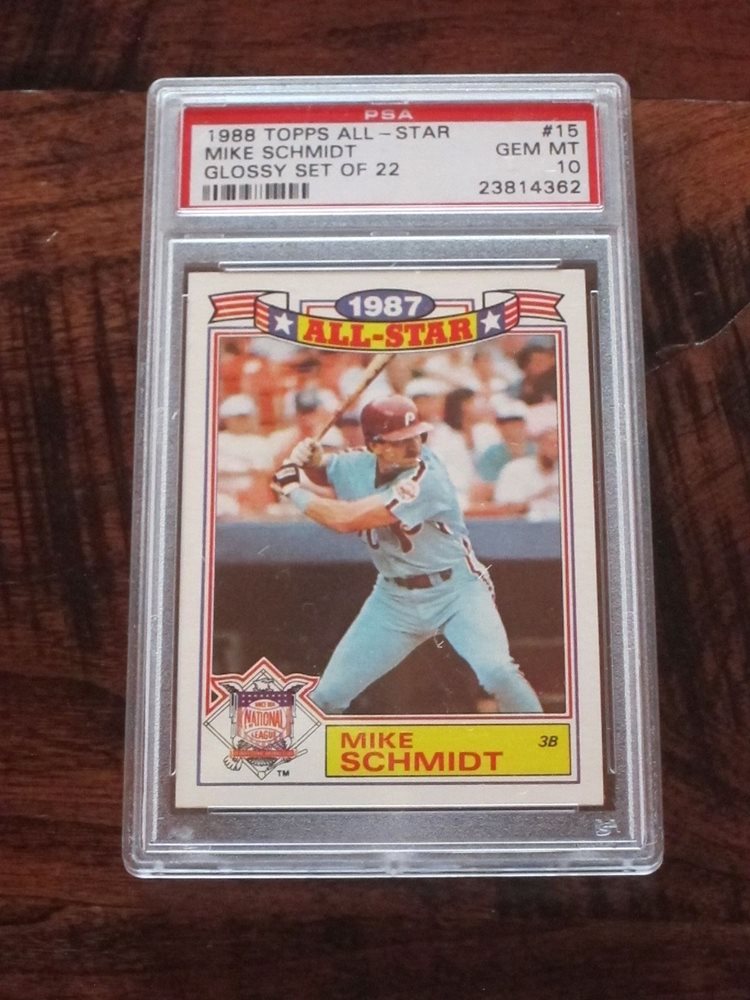 PSA
1988 TOPPS ALL-STAR #15
MIKE SCHMIDT GEM MT
GLOSSY SET OF 22 10
23814362
1987
ALL-STAR
P
NATIONAL
LEAGUE
TM
MIKE
SCHMIDT
3B